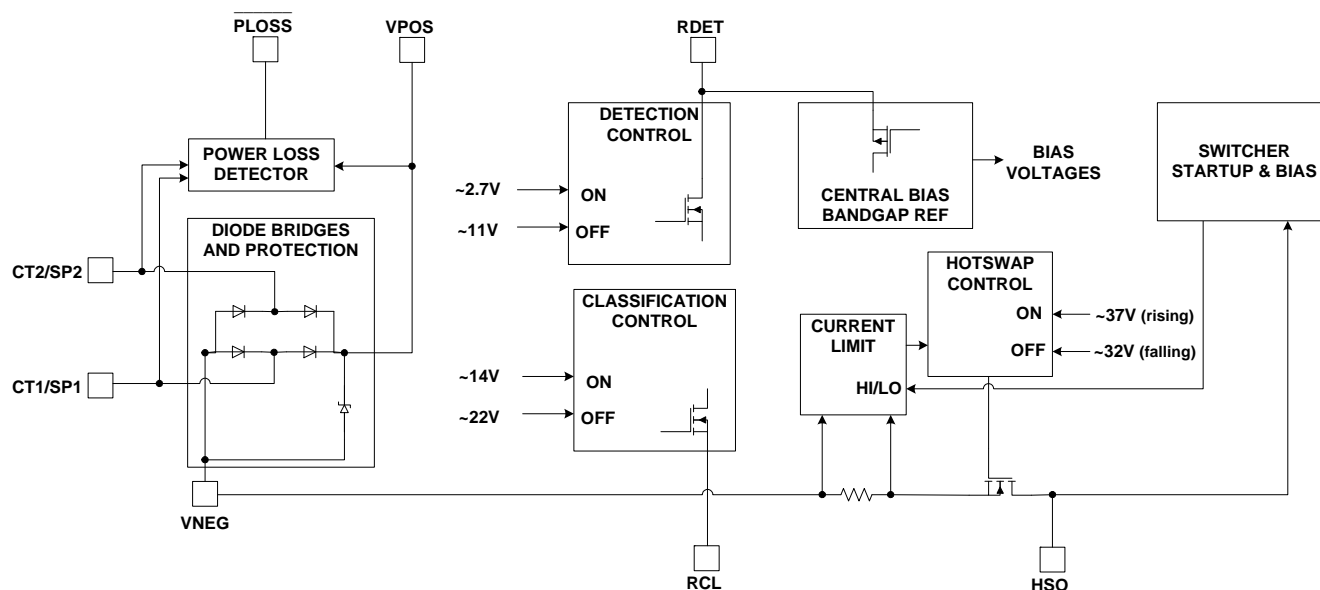 PLOSS
VPOS
RDET
POWER LOSS
DETECTOR
DETECTION
CONTROL
~2.7V
ON
~11V
OFF
CENTRAL BIAS
BANDGAP REF
BIAS
VOLTAGES
SWITCHER
STARTUP & BIAS
DIODE BRIDGES
AND PROTECTION
CT2/SP2
CT1/SP1
CLASSIFICATION
CONTROL
~14V
ON
~22V
OFF
CURRENT
LIMIT
HI/LO
HOTSWAP
CONTROL
ON
~37V (rising)
OFF
~32V (falling)
VNEG
RCL
HSO